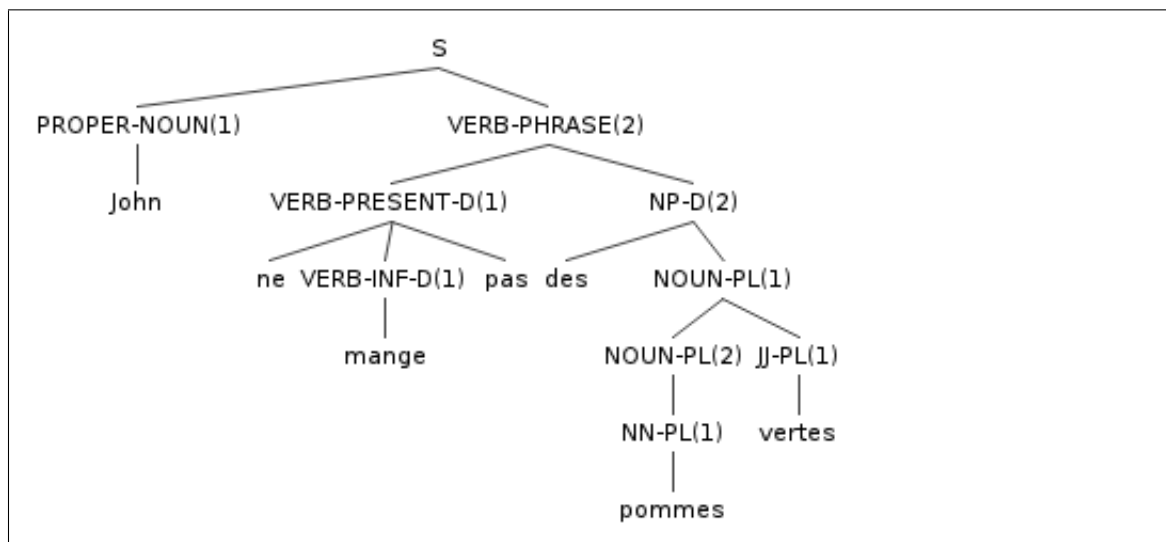 S
PROPER-NOUN(1) VERB-PHRASE(2)
John VERB-PRESENT-D(1) NP-D(2)
ne VERB-INF-D(1) pas des NOUN-PL(1)
mange NOUN-PL(2) JJ-PL(1)
NN-PL(1) vertes
pommes